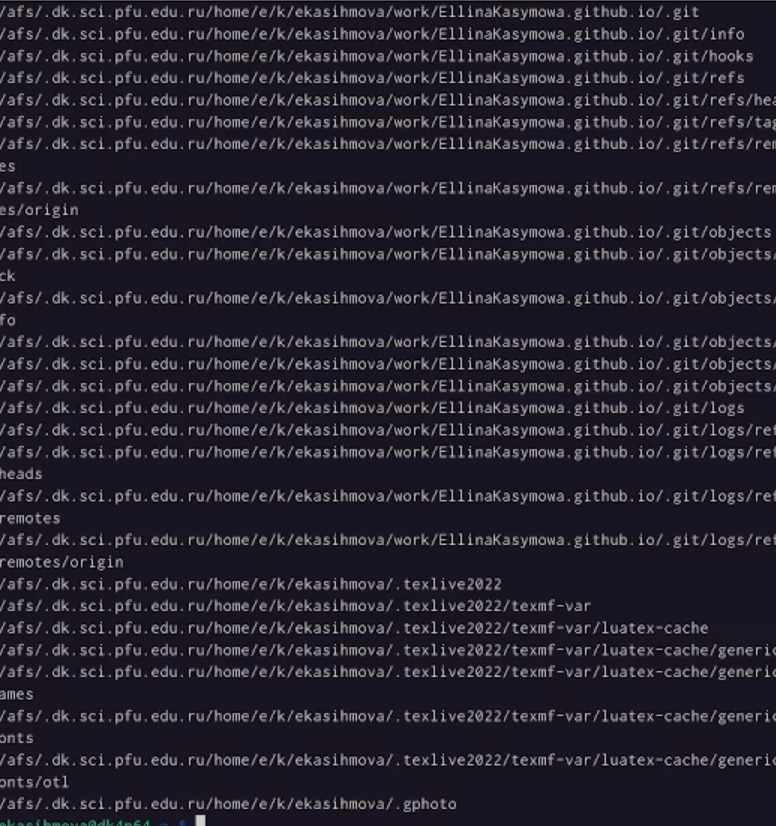 /afs/.dk.sci.pfu.edu.ru/home/e/k/ekasihmova/work/EllinaKasymowa.github.io/.git
/afs/.dk.sci.pfu.edu.ru/home/e/k/ekasihmova/work/EllinaKasymowa.github.io/.git/info
/afs/.dk.sci.pfu.edu.ru/home/e/k/ekasihmova/work/EllinaKasymowa.github.io/.git/hooks
/afs/.dk.sci.pfu.edu.ru/home/e/k/ekasihmova/work/EllinaKasymowa.github.io/.git/refs
/afs/.dk.sci.pfu.edu.ru/home/e/k/ekasihmova/work/EllinaKasymowa.github.io/.git/refs/hea
/afs/.dk.sci.pfu.edu.ru/home/e/k/ekasihmova/work/EllinaKasymowa.github.io/.git/refs/tag
/afs/.dk.sci.pfu.edu.ru/home/e/k/ekasihmova/work/EllinaKasymowa.github.io/.git/refs/rem
es
/afs/.dk.sci.pfu.edu.ru/home/e/k/ekasihmova/work/EllinaKasymowa.github.io/.git/refs/rem
es/origin
/afs/.dk.sci.pfu.edu.ru/home/e/k/ekasihmova/work/EllinaKasymowa.github.io/.git/objects
/afs/.dk.sci.pfu.edu.ru/home/e/k/ekasihmova/work/EllinaKasymowa.github.io/.git/objects/
ck
/afs/.dk.sci.pfu.edu.ru/home/e/k/ekasihmova/work/EllinaKasymowa.github.io/.git/objects/
fo
/afs/.dk.sci.pfu.edu.ru/home/e/k/ekasihmova/work/EllinaKasymowa.github.io/.git/objects/
/afs/.dk.sci.pfu.edu.ru/home/e/k/ekasihmova/work/EllinaKasymowa.github.io/.git/objects/
/afs/.dk.sci.pfu.edu.ru/home/e/k/ekasihmova/work/EllinaKasymowa.github.io/.git/objects/
/afs/.dk.sci.pfu.edu.ru/home/e/k/ekasihmova/work/EllinaKasymowa.github.io/.git/logs
/afs/.dk.sci.pfu.edu.ru/home/e/k/ekasihmova/work/EllinaKasymowa.github.io/.git/logs/ref
/afs/.dk.sci.pfu.edu.ru/home/e/k/ekasihmova/work/EllinaKasymowa.github.io/.git/logs/ref
heads
/afs/.dk.sci.pfu.edu.ru/home/e/k/ekasihmova/work/EllinaKasymowa.github.io/.git/logs/ref
remotes
/afs/.dk.sci.pfu.edu.ru/home/e/k/ekasihmova/work/EllinaKasymowa.github.io/.git/logs/ref
remotes/origin
/afs/.dk.sci.pfu.edu.ru/home/e/k/ekasihmova/.texlive2022
/afs/.dk.sci.pfu.edu.ru/home/e/k/ekasihmova/.texlive2022/texmf-var
/afs/.dk.sci.pfu.edu.ru/home/e/k/ekasihmova/.texlive2022/texmf-var/luatex-cache
/afs/.dk.sci.pfu.edu.ru/home/e/k/ekasihmova/.texlive2022/texmf-var/luatex-cache/generic
/afs/.dk.sci.pfu.edu.ru/home/e/k/ekasihmova/.texlive2022/texmf-var/luatex-cache/generic
ames
/afs/.dk.sci.pfu.edu.ru/home/e/k/ekasihmova/.texlive2022/texmf-var/luatex-cache/generic
onts
/afs/.dk.sci.pfu.edu.ru/home/e/k/ekasihmova/.texlive2022/texmf-var/luatex-cache/generic
onts/otl
/afs/.dk.sci.pfu.edu.ru/home/e/k/ekasihmova/.gphoto
ekasihmova@dk4n64 ~ $